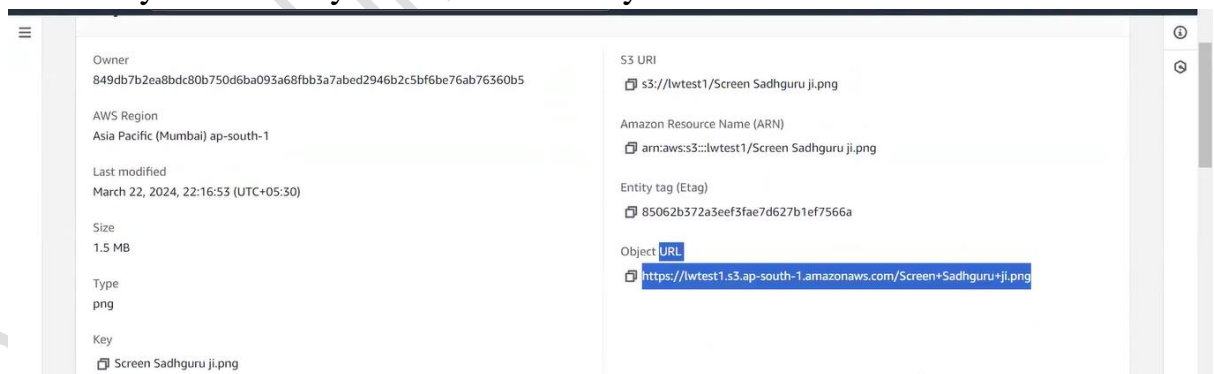 Owner
849db7b2ea8bdc80b750d6ba093a68fbb3a7abed2946b2c5bf6be76ab76360b5
AWS Region
Asia Pacific (Mumbai) ap-south-1
Last modified
March 22, 2024, 22:16:53 (UTC+05:30)
Size
1.5 MB
Type
png
Key
Screen Sadhguru ji.png
S3 URI
s3://lwtest1/Screen Sadhguru ji.png
Amazon Resource Name (ARN)
arn:aws:s3:::lwtest1/Screen Sadhguru ji.png
Entity tag (Etag)
85062b372a3eef3fae7d627b1ef7566a
Object URL
https://lwtest1.s3.ap-south-1.amazonaws.com/Screen+Sadhguru+ji.png